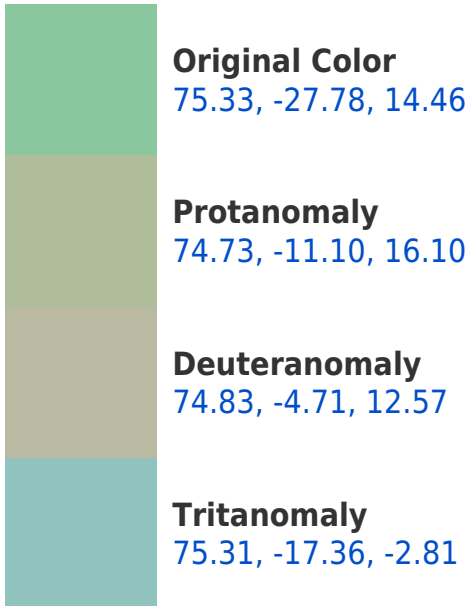 Original Color
75.33, -27.78, 14.46
Protanomaly
74.73, -11.10, 16.10
Deuteranomaly
74.83, -4.71, 12.57
Tritanomaly
75.31, -17.36, -2.81